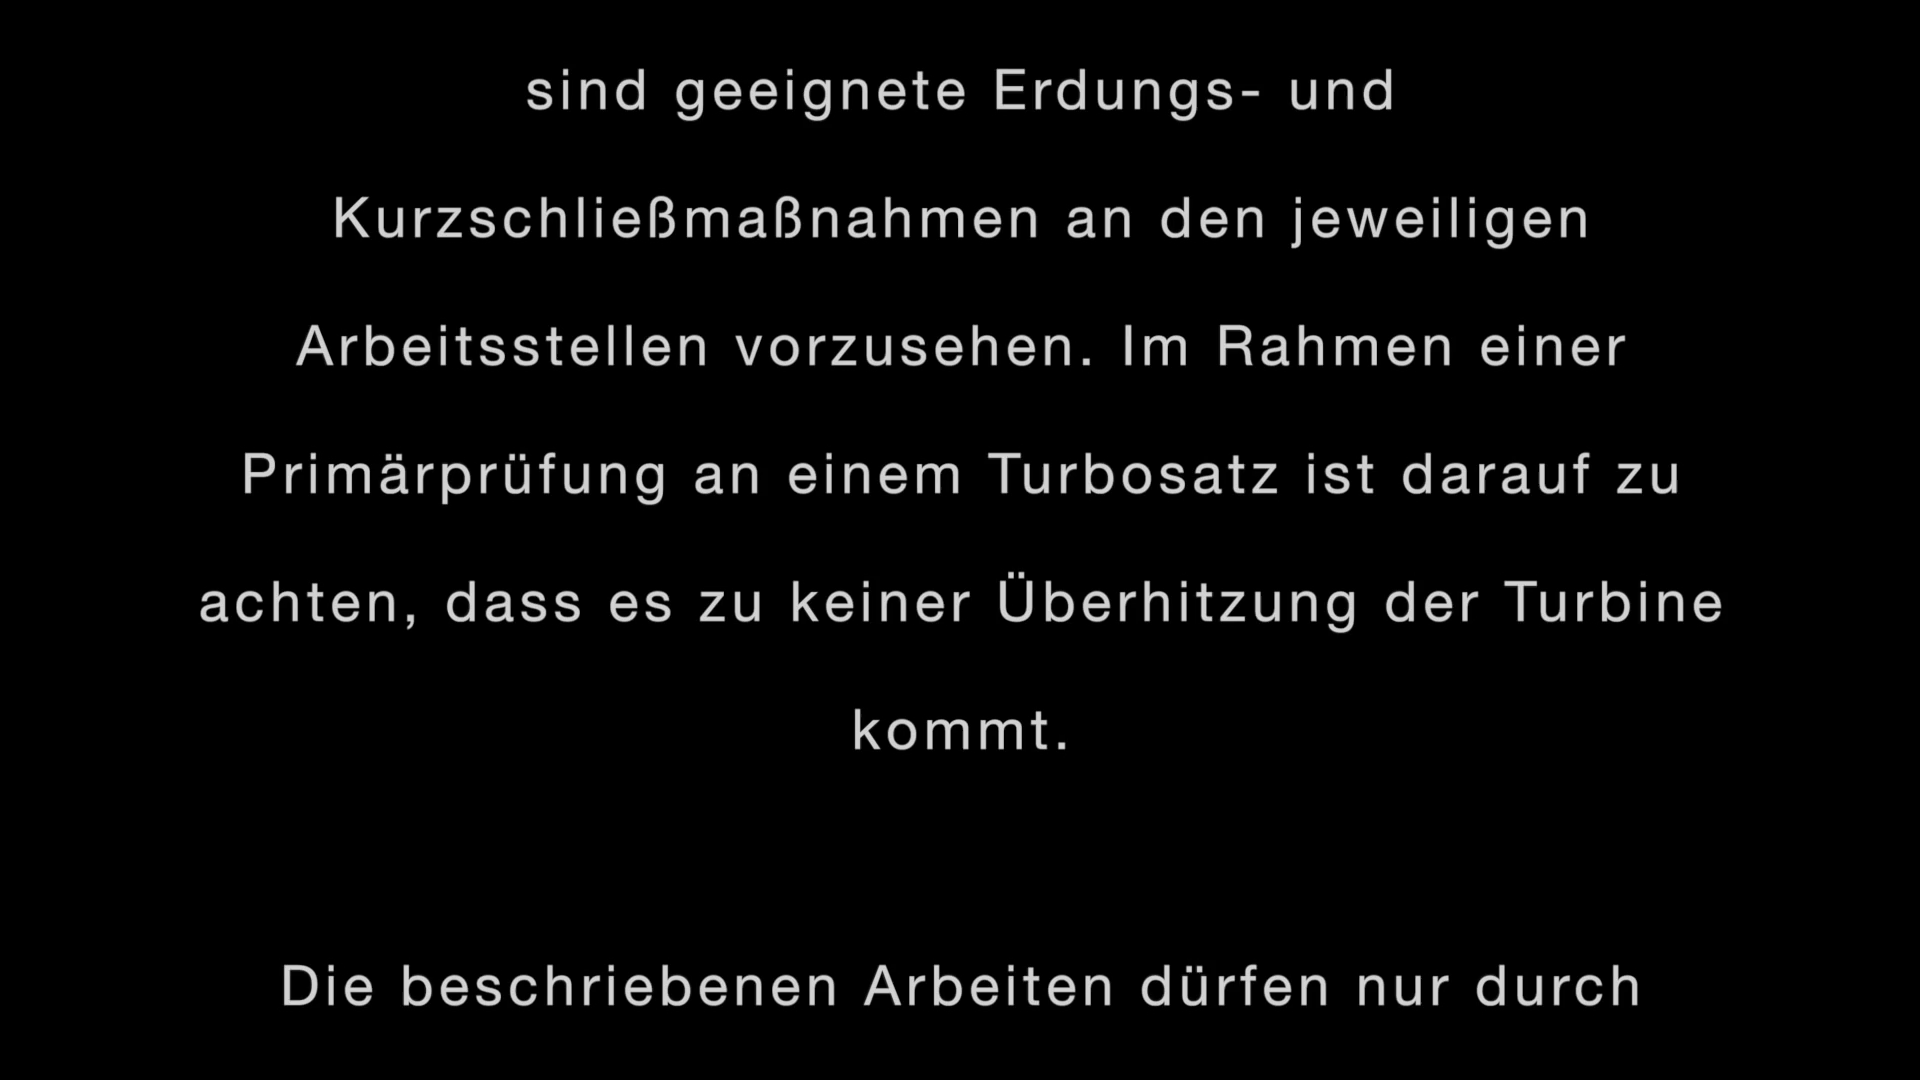 sind geeignete Erdungs- und
Kurzschließmaßnahmen an den jeweiligen
Arbeitsstellen vorzusehen. Im Rahmen einer
Primärprüfung an einem Turbosatz ist darauf zu
achten, dass es zu keiner Überhitzung der Turbine
kommt.
Die beschriebenen Arbeiten dürfen nur durch